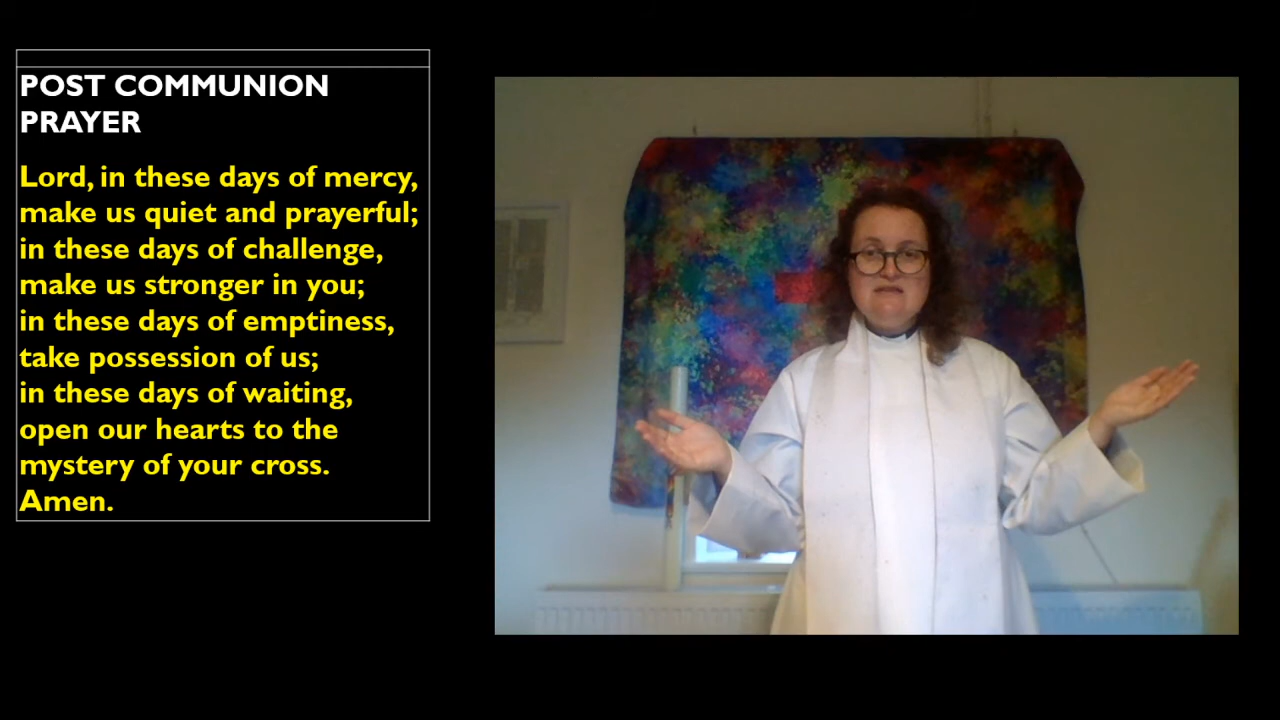 POST COMMUNION
PRAYER
Lord, in these days of mercy,
make us quiet and prayerful;
in these days of challenge,
make us stronger in you;
in these days of emptiness,
take possession of us;
in these days of waiting,
open our hearts to the
mystery of your cross.
Amen.